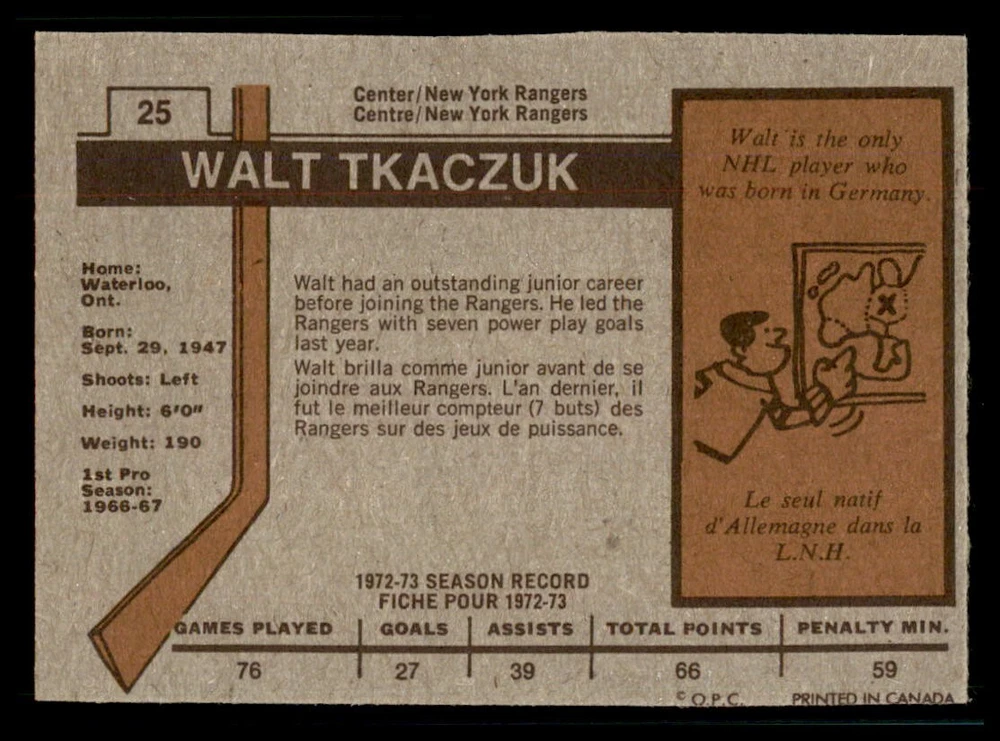 25
Center/New York Rangers
Centre/New York Rangers
WALT TKACZUK
Home:
Waterloo,
Ont.
Born:
Sept. 29, 1947
Shoots: Left
Height: 6'0"
Weight: 190
1st Pro
Season:
1966-67
Walt had an outstanding junior career
before joining the Rangers. He led the
Rangers with seven power play goals
last year.
Walt brilla comme junior avant de se
joindre aux Rangers. L'an dernier, il
fut le meilleur compteur (7 buts) des
Rangers sur des jeux de puissance.
Walt is the only
NHL player who
was born in Germany.
X
Le seul natif
d'Allemagne dans la
L.N.H.
1972-73 SEASON RECORD
FICHE POUR 1972-73
GAMES PLAYED GOALS ASSISTS TOTAL POINTS PENALTY MIN.
76 27 39 66 59
© O.P.C. PRINTED IN CANADA